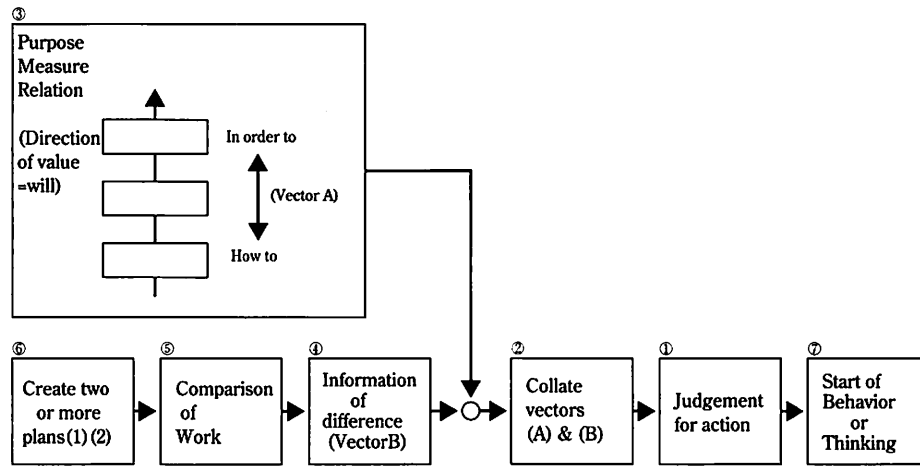 ③
Purpose
Measure
Relation
(Direction
of value
=will)
In order to
(Vector A)
How to
⑥
Create two
or more
plans(1)(2)
⑤
Comparison
of
Work
④
Information
of
difference
(VectorB)
②
Collate
vectors
(A) & (B)
①
Judgement
for action
⑦
Start of
Behavior
or
Thinking